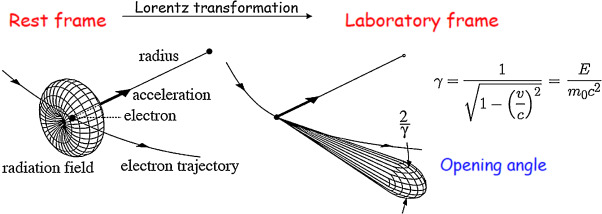 Rest frame
Lorentz transformation
Laboratory frame
radius
acceleration
electron
radiation field
electron trajectory
2/γ
Opening angle
γ = 1/√(1 − (v/c)²) = E/(m₀c²)